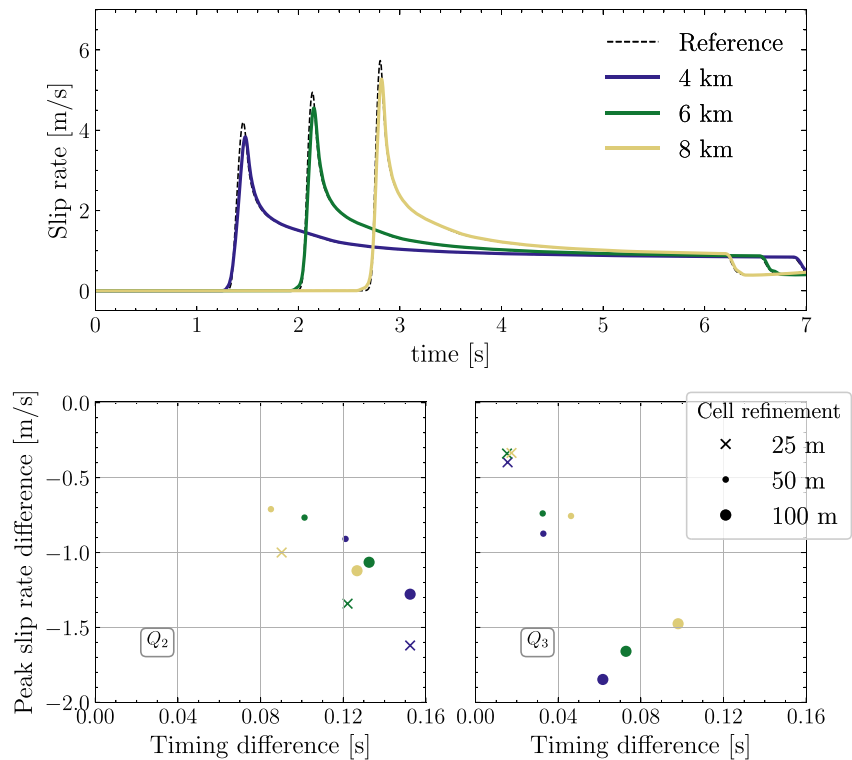 6
4
2
0
Slip rate [m/s]
Reference
4 km
6 km
8 km
0 1 2 3 4 5 6 7
time [s]
0.0
−0.5
−1.0
−1.5
−2.0
Peak slip rate difference [m/s]
Q2
0.00 0.04 0.08 0.12 0.16
Timing difference [s]
Cell refinement
25 m
50 m
100 m
Q3
0.00 0.04 0.08 0.12 0.16
Timing difference [s]